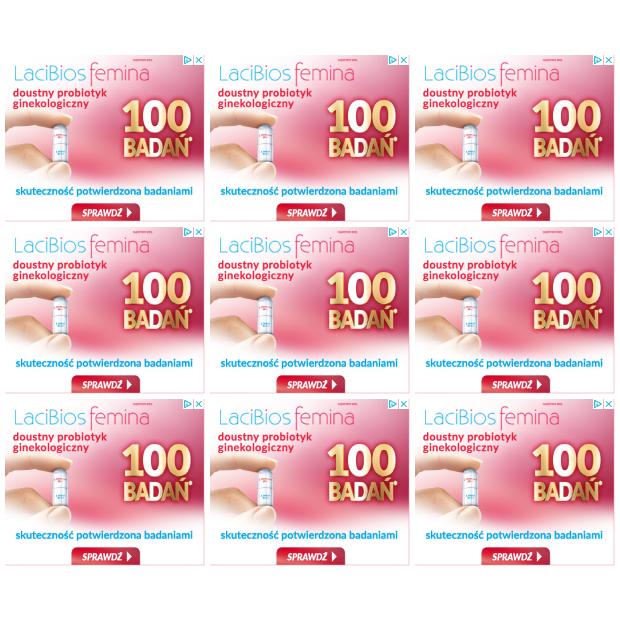 LaciBios femina LaciBios femina LaciBios femina
doustny probiotyk doustny probiotyk doustny probiotyk
ginekologiczny ginekologiczny ginekologiczny
100 100 100
BADAŃ* BADAŃ* BADAŃ*
skuteczność potwierdzona badaniami skuteczność potwierdzona badaniami skuteczność potwierdzona badaniami
SPRAWDŹ SPRAWDŹ SPRAWDŹ
LaciBios femina LaciBios femina LaciBios femina
doustny probiotyk doustny probiotyk doustny probiotyk
ginekologiczny ginekologiczny ginekologiczny
100 100 100
BADAŃ* BADAŃ* BADAŃ*
skuteczność potwierdzona badaniami skuteczność potwierdzona badaniami skuteczność potwierdzona badaniami
SPRAWDŹ SPRAWDŹ SPRAWDŹ
LaciBios femina LaciBios femina LaciBios femina
doustny probiotyk doustny probiotyk doustny probiotyk
ginekologiczny ginekologiczny ginekologiczny
100 100 100
BADAŃ* BADAŃ* BADAŃ*
skuteczność potwierdzona badaniami skuteczność potwierdzona badaniami skuteczność potwierdzona badaniami
SPRAWDŹ SPRAWDŹ SPRAWDŹ